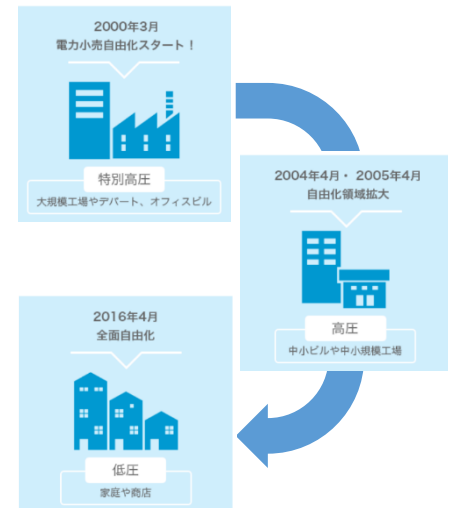 2000年3月
電力小売自由化スタート！
特別高圧
大規模工場やデパート、オフィスビル
2004年4月・ 2005年4月
自由化領域拡大
高圧
中小ビルや中小規模工場
2016年4月
全面自由化
低圧
家庭や商店